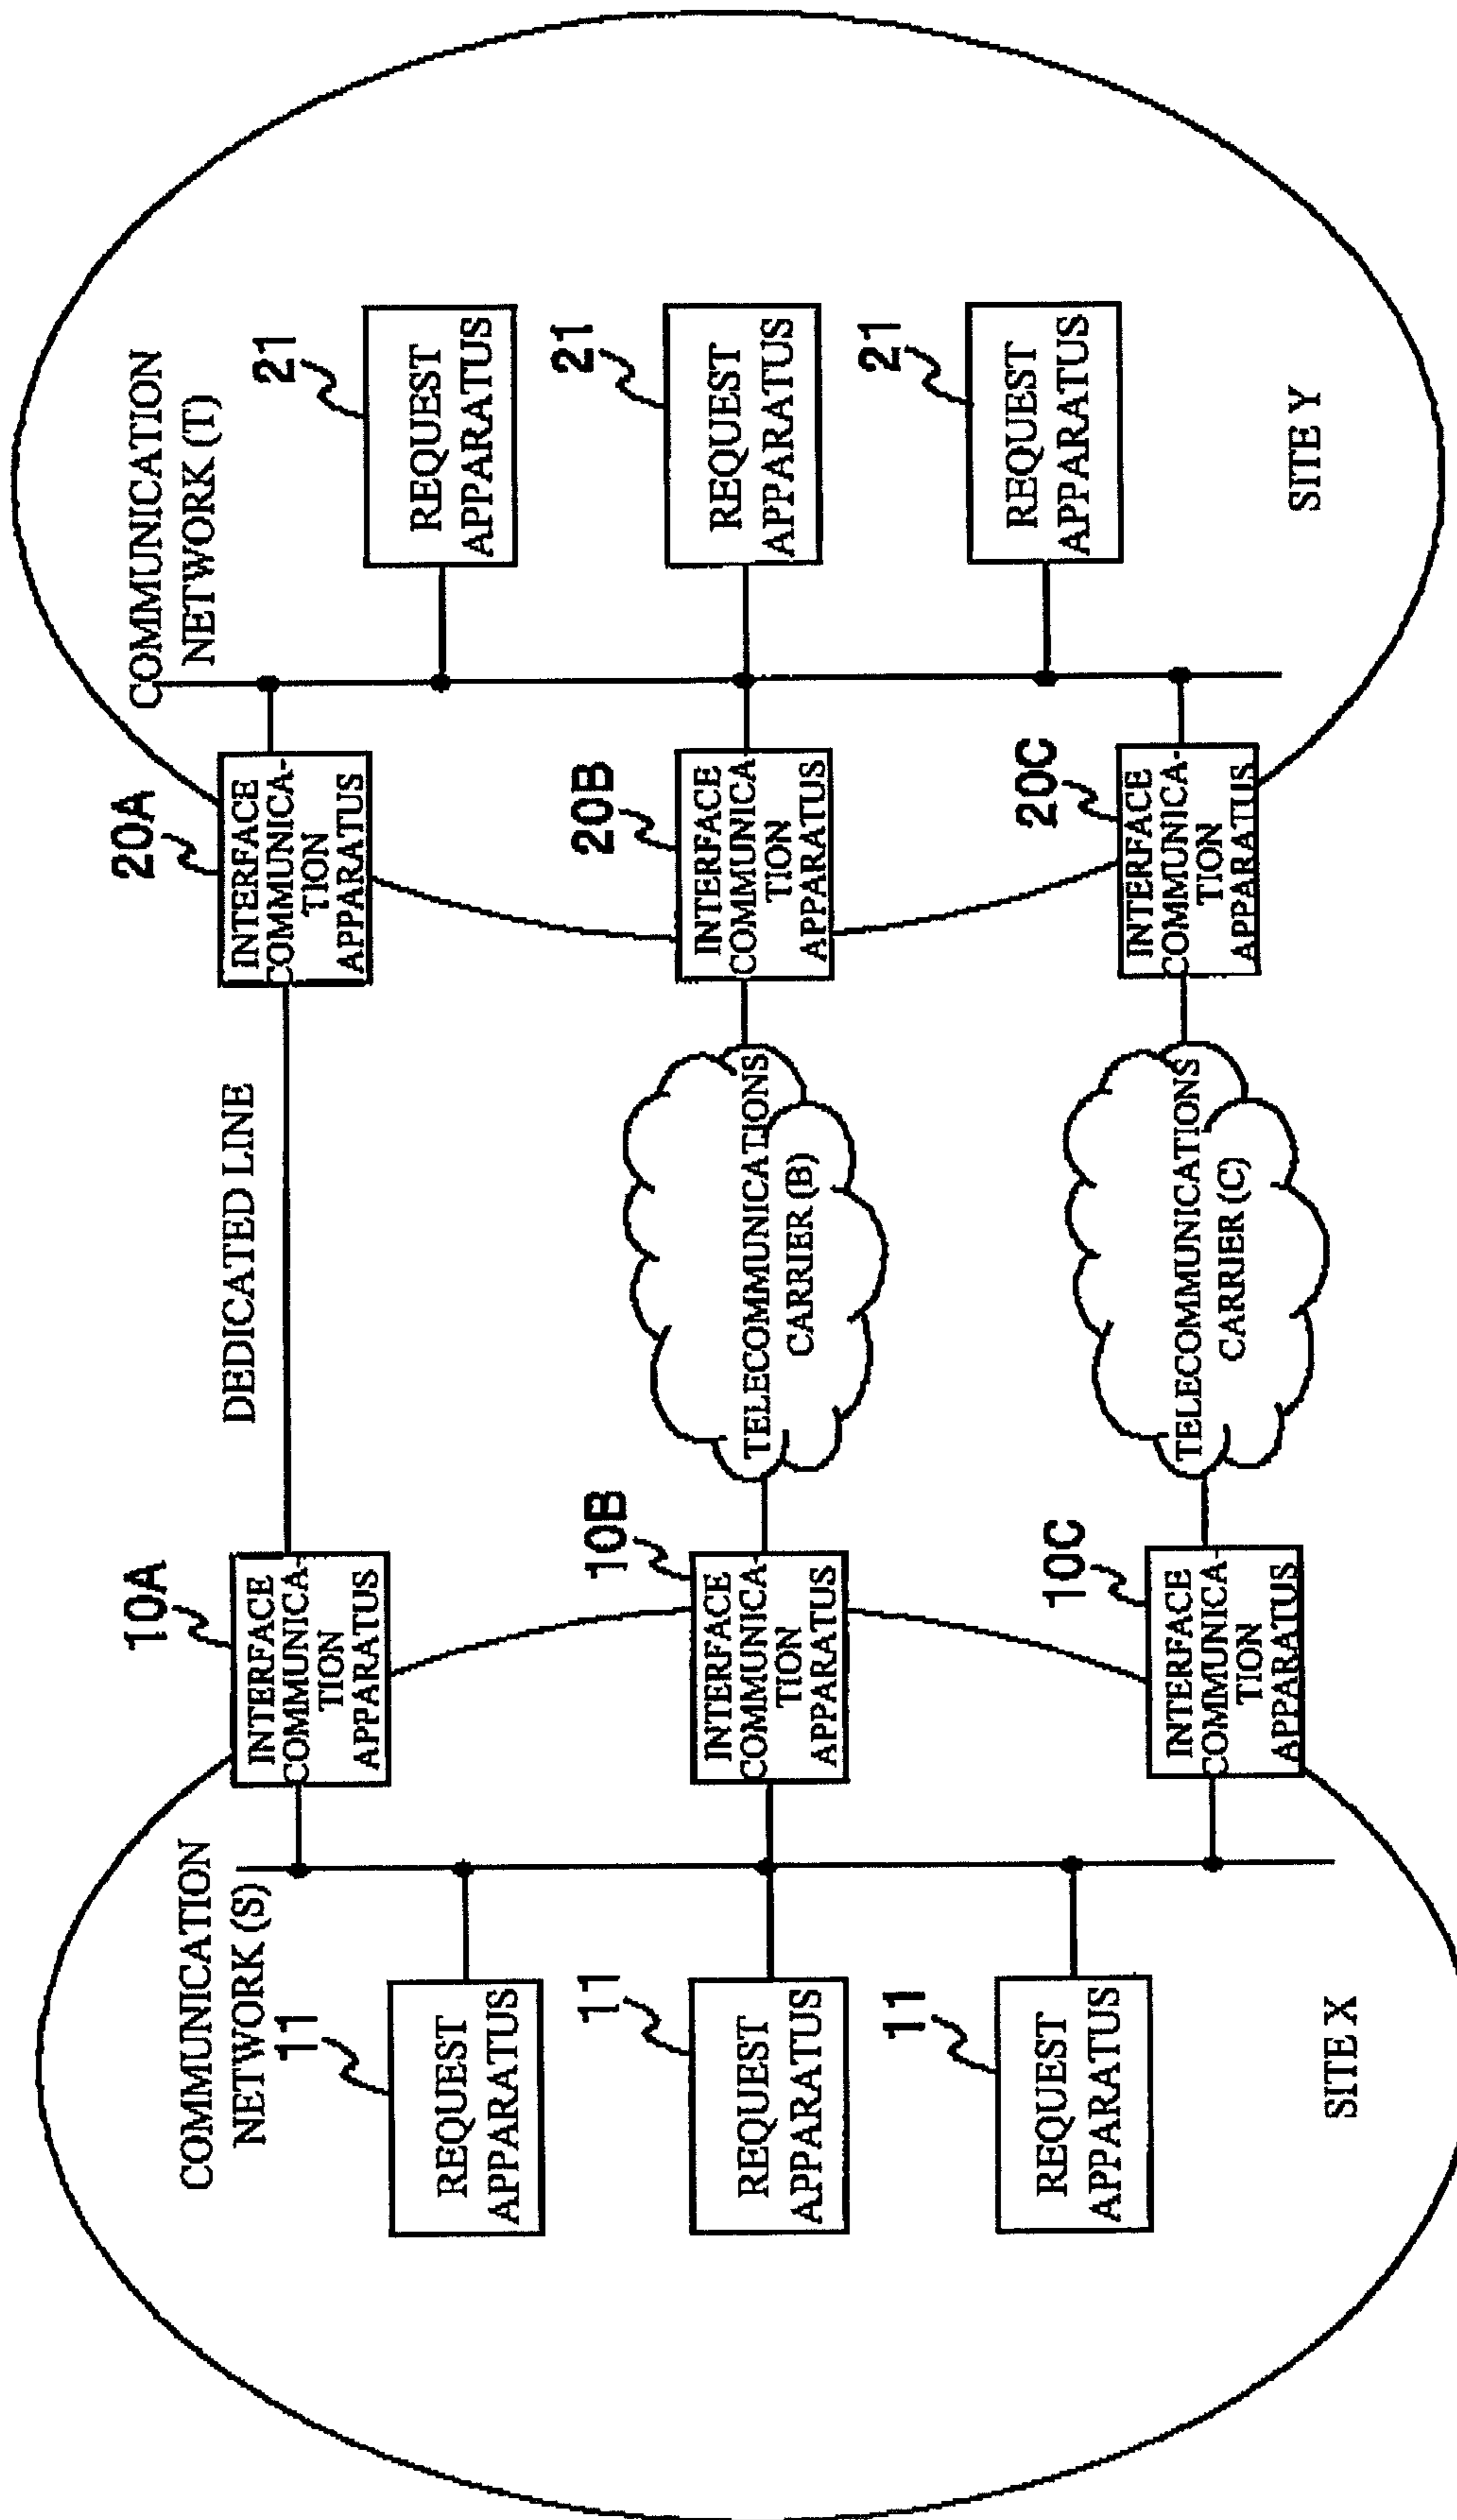 COMMUNICATION
NETWORK (S)
11
REQUEST
APPARATUS
11
REQUEST
APPARATUS
11
REQUEST
APPARATUS
SITE X
10A
INTERFACE
COMMUNICA-
TION
APPARATUS
10B
INTERFACE
COMMUNICA-
TION
APPARATUS
10C
INTERFACE
COMMUNICA-
TION
APPARATUS
DEDICATED LINE
TELECOMMUNICATIONS
CARRIER (B)
TELECOMMUNICATIONS
CARRIER (C)
20A
INTERFACE
COMMUNICA-
TION
APPARATUS
20B
INTERFACE
COMMUNICA
TION
APPARATUS
20C
INTERFACE
COMMUNICA-
TION
APPARATUS
COMMUNICATION
NETWORK (T)
21
REQUEST
APPARATUS
21
REQUEST
APPARATUS
21
REQUEST
APPARATUS
SITE Y